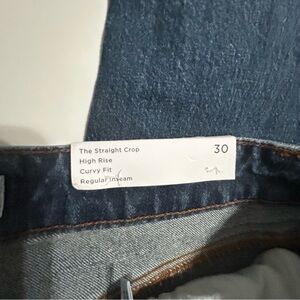 The Straight Crop
30
High Rise
Curvy Fit
Regular Inseam